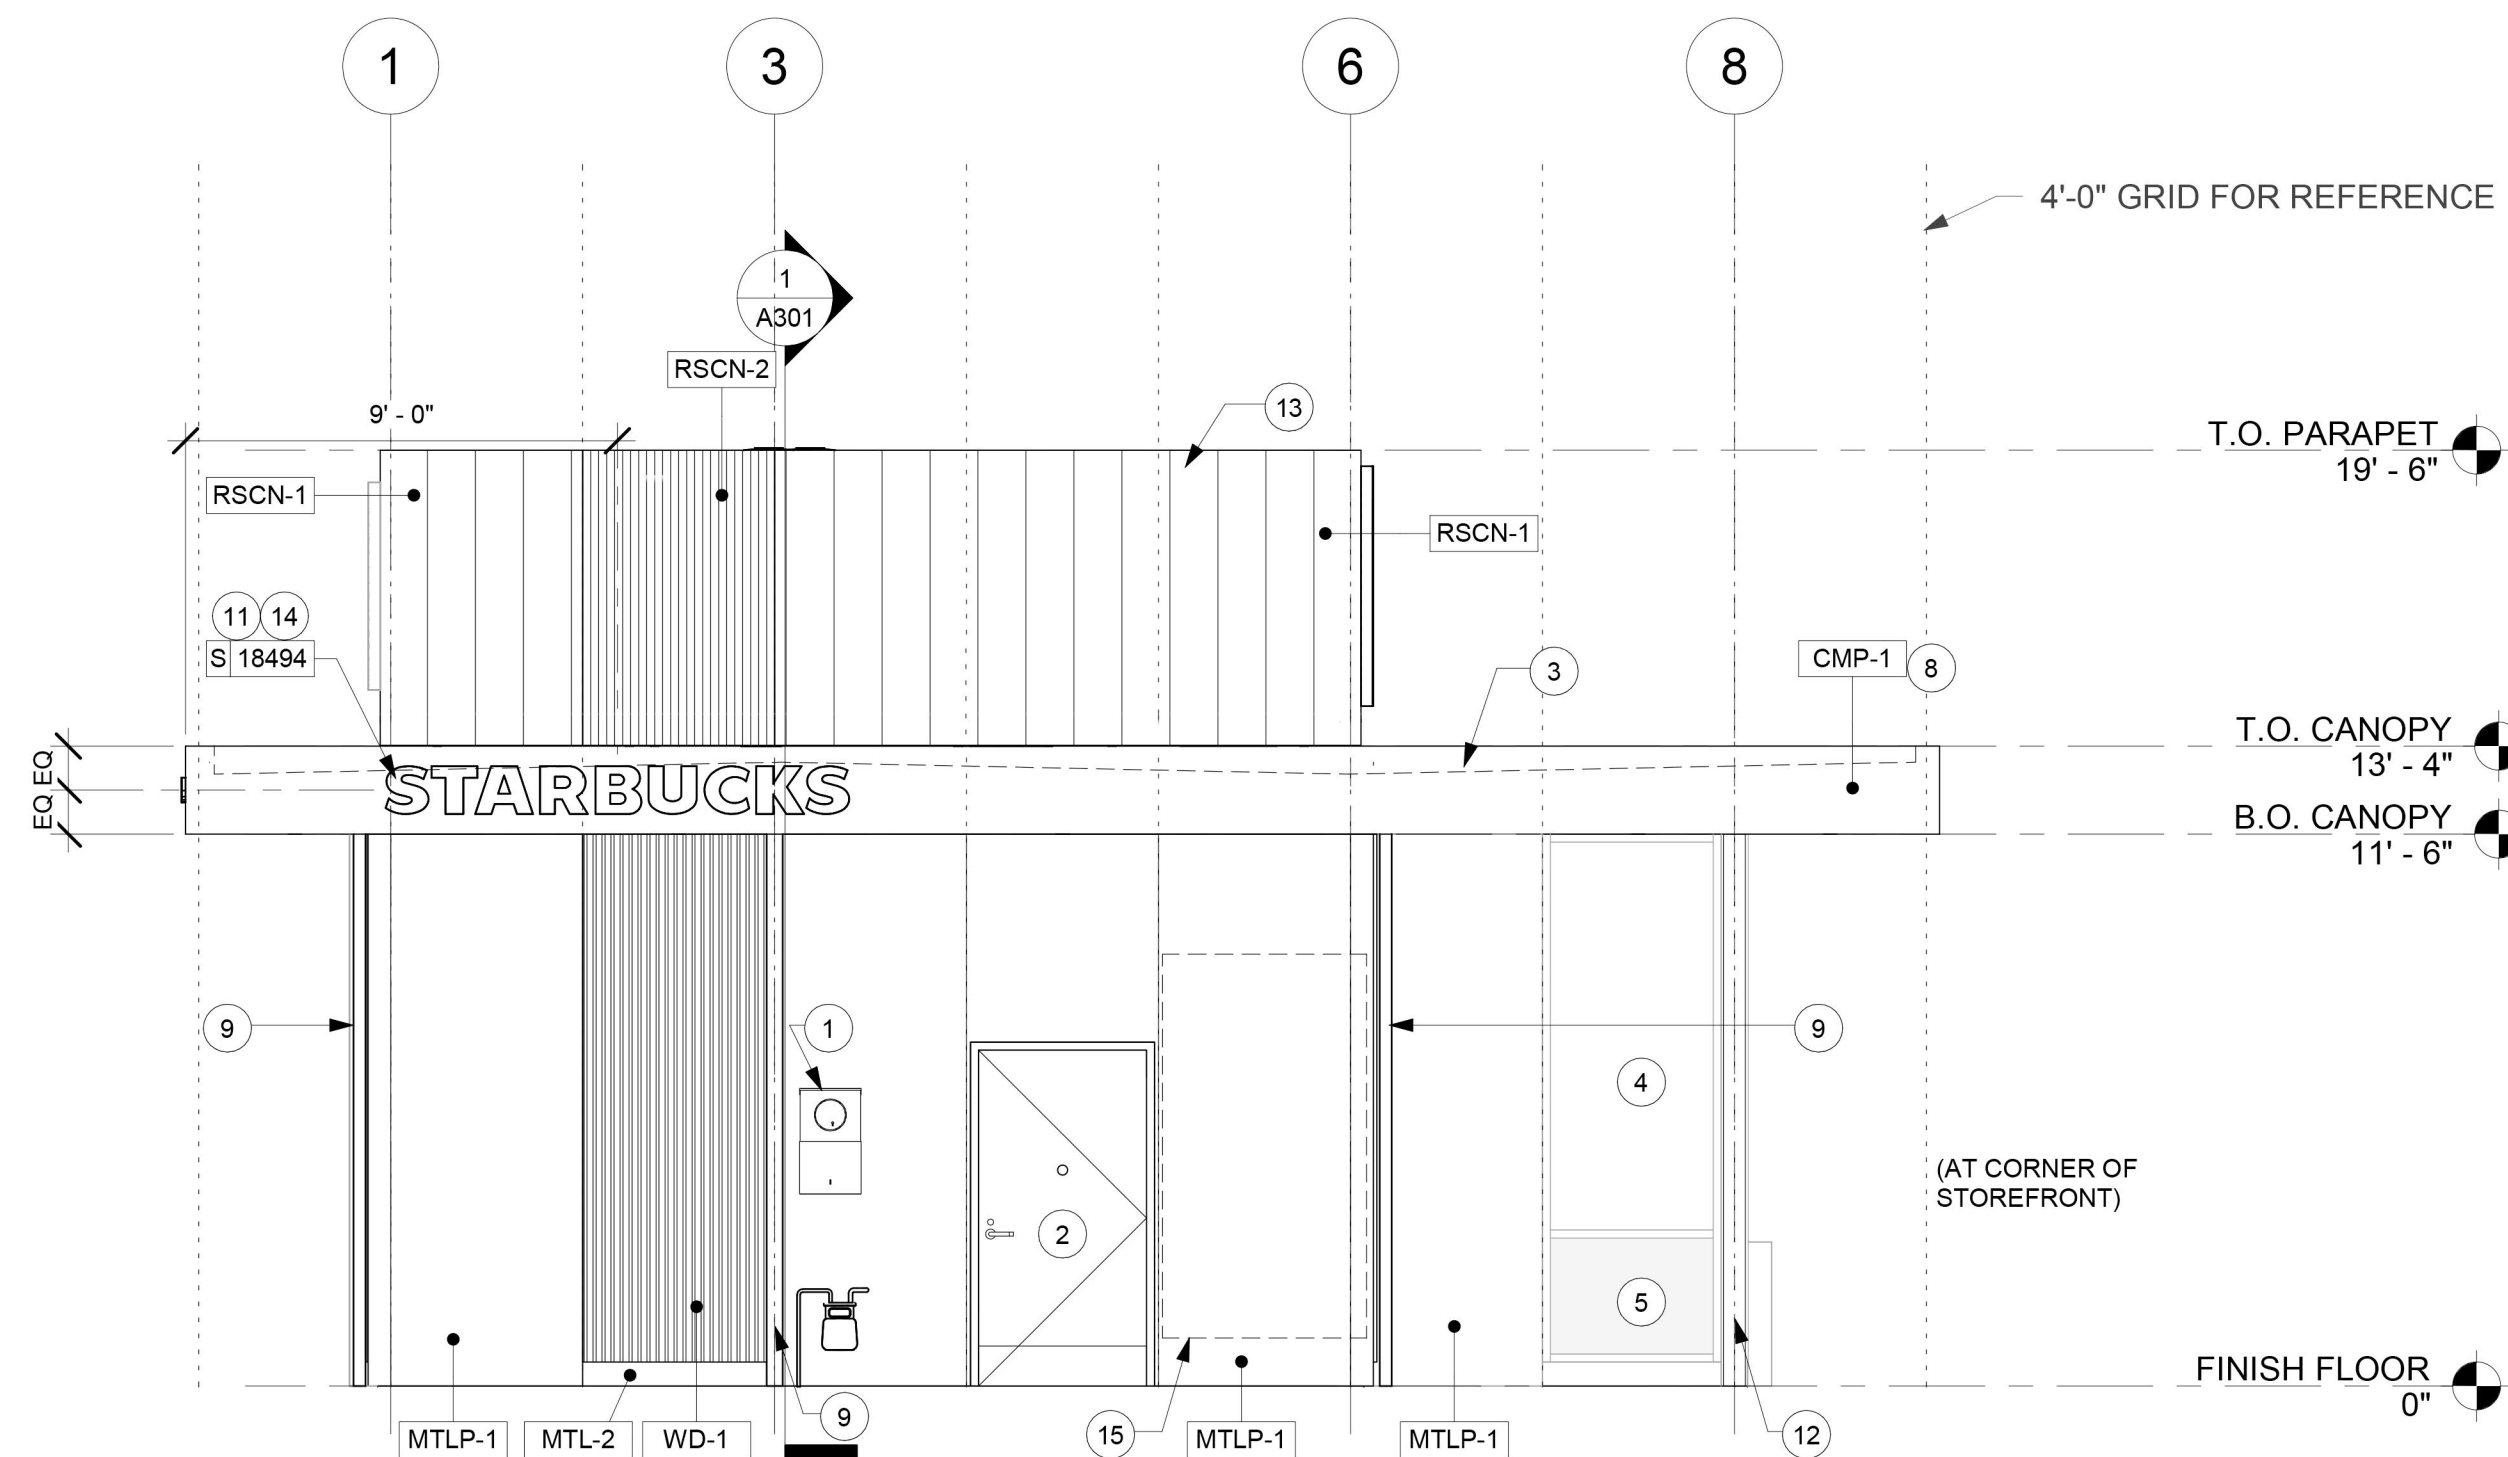 1
3
6
8
4'-0" GRID FOR REFERENCE
1
A301
RSCN-2
9' - 0"
13
T.O. PARAPET
19' - 6"
RSCN-1
RSCN-1
11 14
S 18494
3
CMP-1 8
T.O. CANOPY
13' - 4"
EQ EQ
STARBUCKS
B.O. CANOPY
11' - 6"
9
1
9
4
(AT CORNER OF
STOREFRONT)
2
5
FINISH FLOOR
0"
9
15
12
MTLP-1
MTL-2
WD-1
MTLP-1
MTLP-1